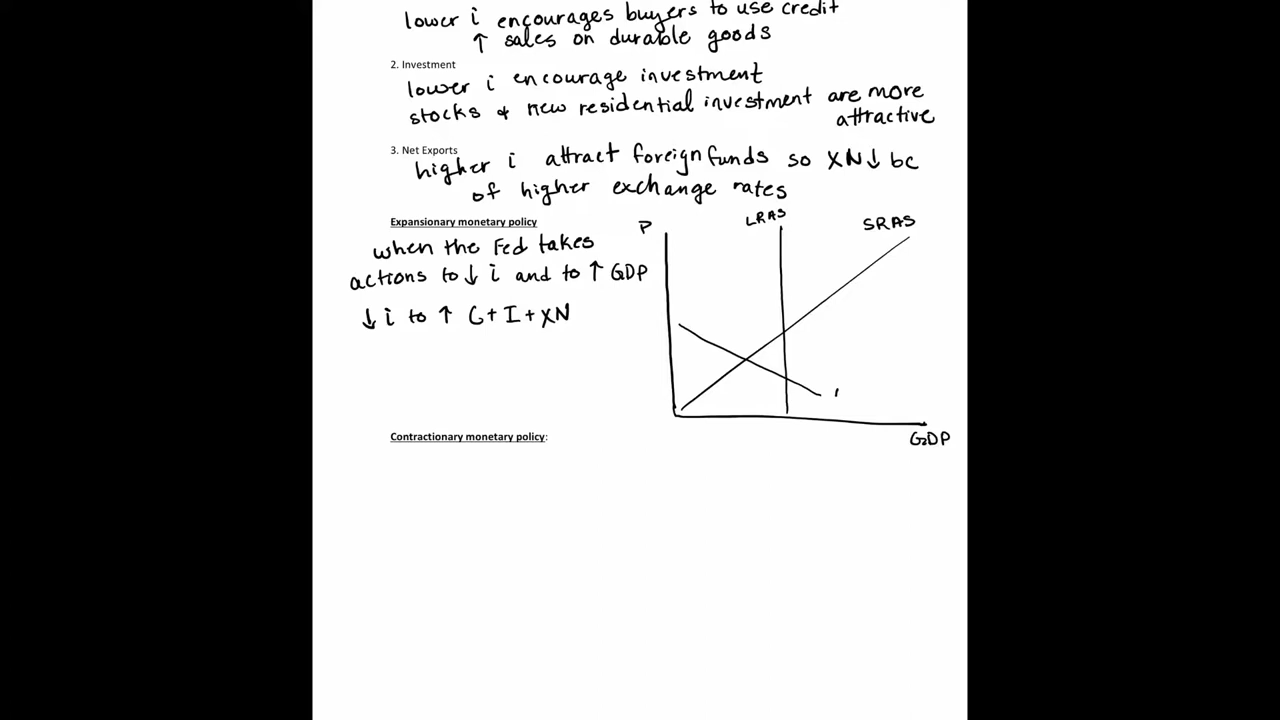 lower i encourages buyers to use credit
↑ sales on durable goods
2. Investment
lower i encourage investment
stocks & new residential investment are more
attractive
3. Net Exports
higher i attract foreign funds so XN↓ bc
of higher exchange rates
Expansionary monetary policy
when the Fed takes
actions to ↓ i and to ↑ GDP
↓ i to ↑ C+I+XN
P
LRAS
SRAS
GDP
Contractionary monetary policy: